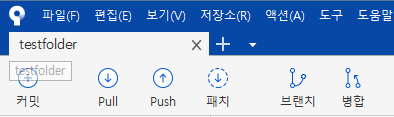 파일(F) 편집(E) 보기(V) 저장소(R) 액션(A) 도구 도움말
testfolder
testfolder
커밋 Pull Push 패치 브랜치 병합